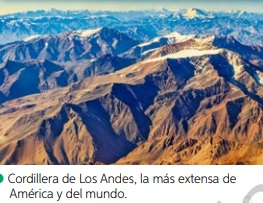 Cordillera de Los Andes, la más extensa de
América y del mundo.